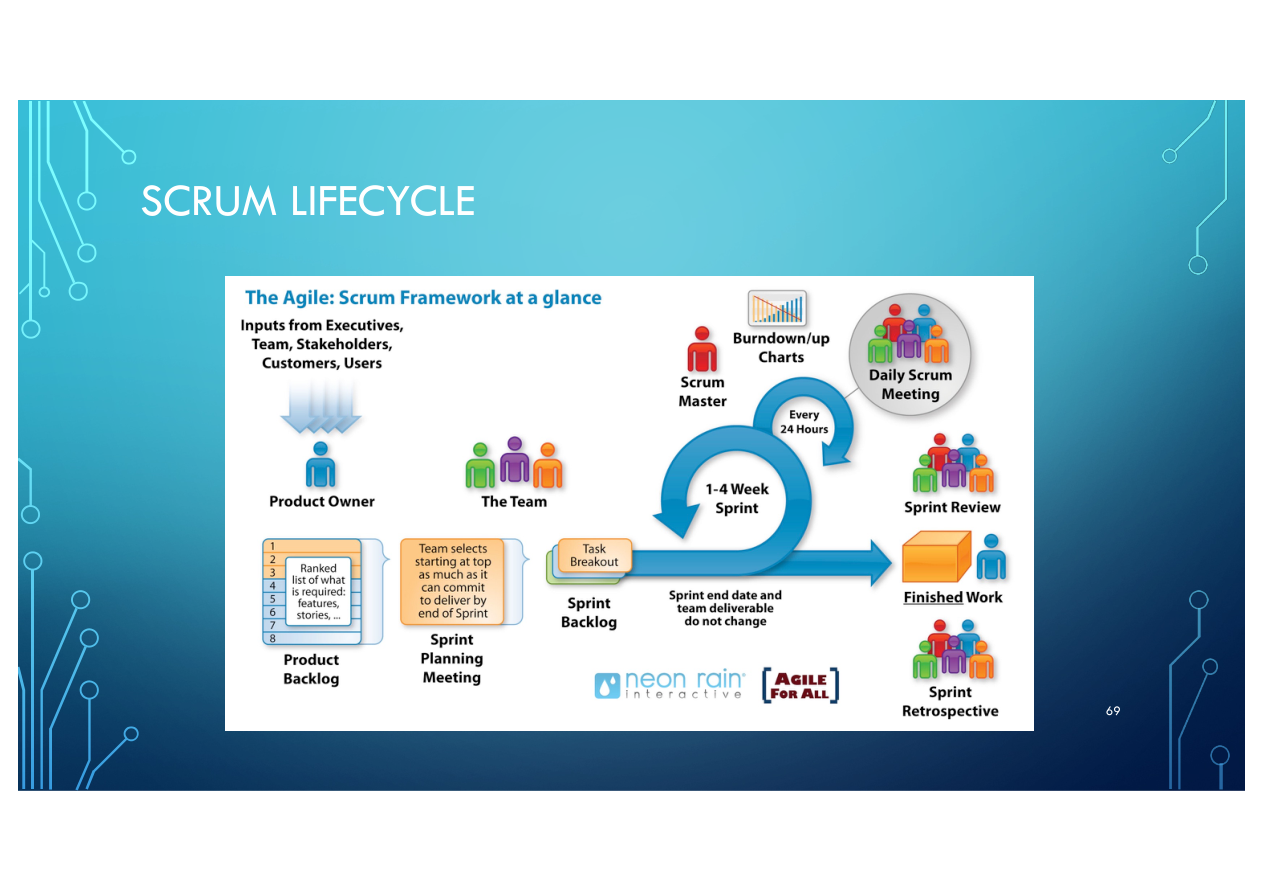 SCRUM LIFECYCLE
The Agile: Scrum Framework at a glance
Inputs from Executives,
Team, Stakeholders,
Customers, Users
Product Owner
The Team
Scrum
Master
Burndown/up
Charts
Daily Scrum
Meeting
Every
24 Hours
1-4 Week
Sprint
Sprint Review
1
2
3
4
5
6
7
8
Ranked
list of what
is required:
features,
stories, ...
Product
Backlog
Team selects
starting at top
as much as it
can commit
to deliver by
end of Sprint
Sprint
Planning
Meeting
Task
Breakout
Sprint
Backlog
Sprint end date and
team deliverable
do not change
Finished Work
Sprint
Retrospective
neon rain®
interactive
AGILE
FOR ALL
69